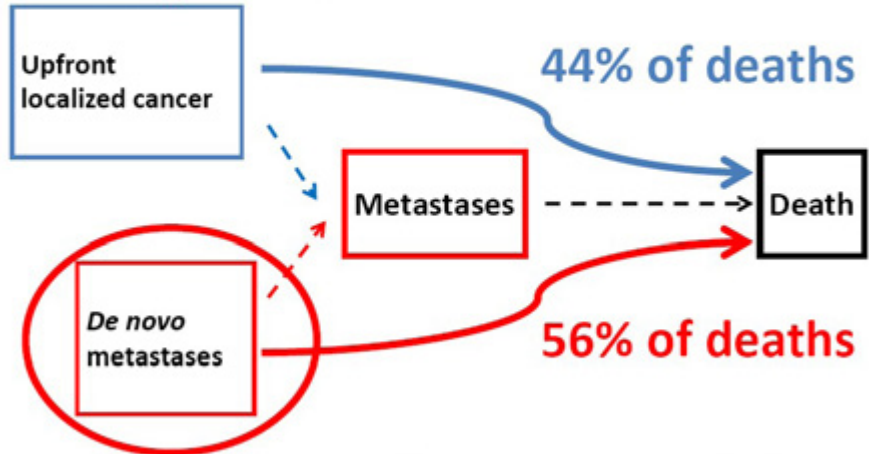 Upfront
localized cancer
44% of deaths
Metastases
Death
De novo
metastases
56% of deaths